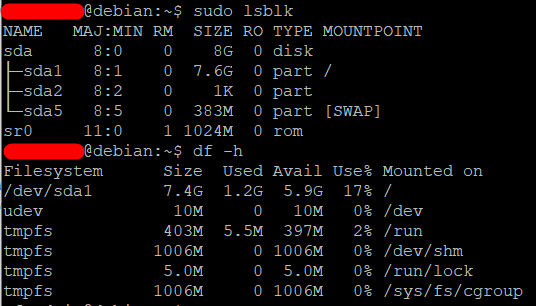 @debian:~$ sudo lsblk
NAME   MAJ:MIN RM  SIZE RO TYPE MOUNTPOINT
sda      8:0    0    8G  0 disk
├─sda1   8:1    0  7.6G  0 part /
├─sda2   8:2    0    1K  0 part
└─sda5   8:5    0  383M  0 part [SWAP]
sr0     11:0    1 1024M  0 rom
@debian:~$ df -h
Filesystem      Size  Used Avail Use% Mounted on
/dev/sda1       7.4G  1.2G  5.9G  17% /
udev             10M     0   10M   0% /dev
tmpfs           403M  5.5M  397M   2% /run
tmpfs          1006M     0 1006M   0% /dev/shm
tmpfs           5.0M     0  5.0M   0% /run/lock
tmpfs          1006M     0 1006M   0% /sys/fs/cgroup